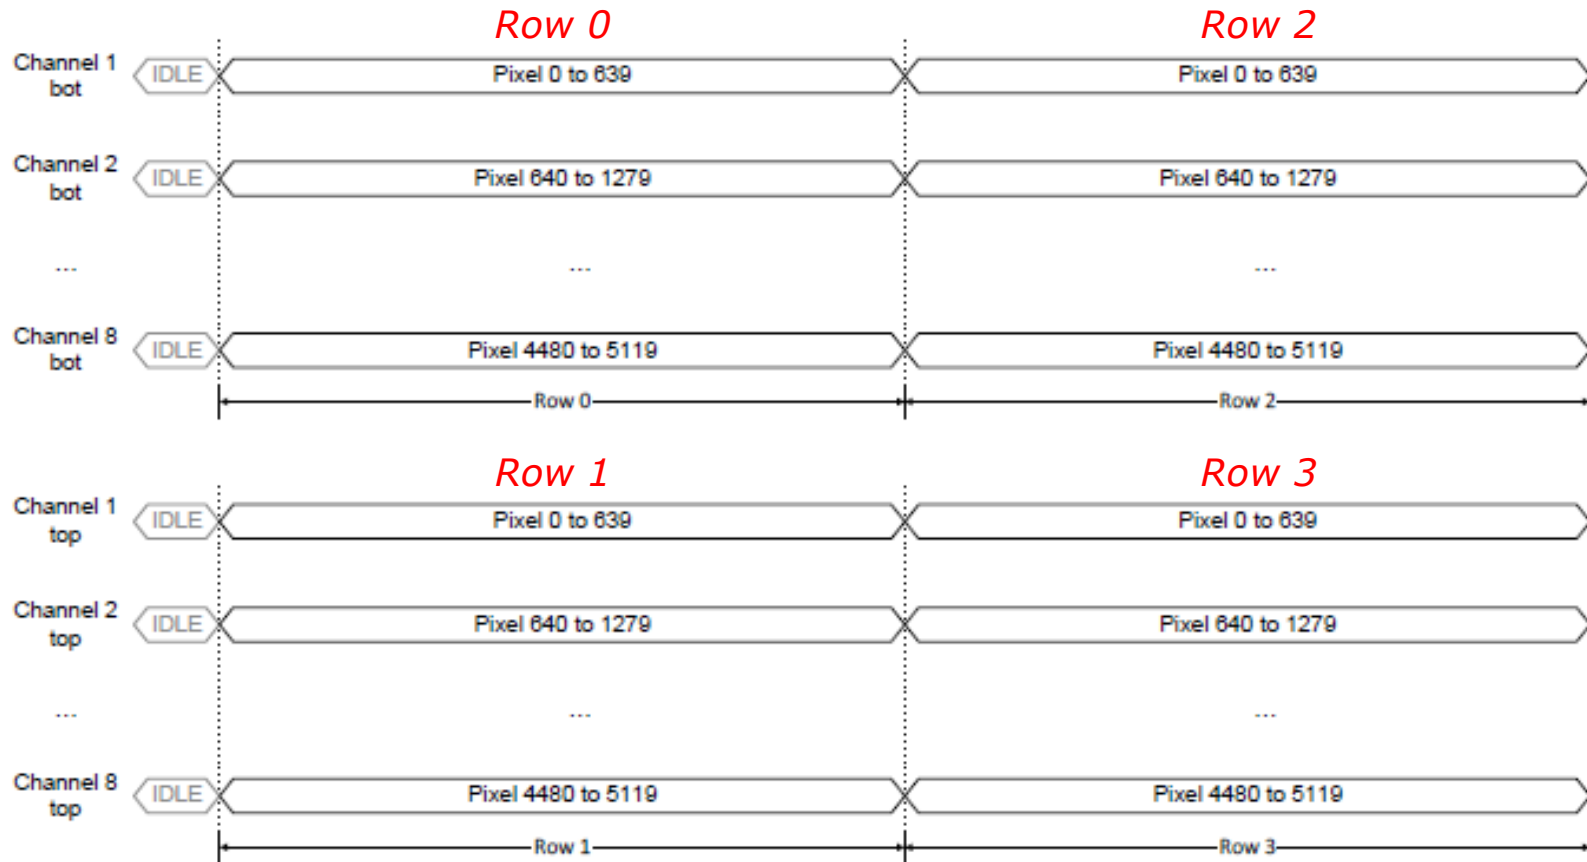 Row 0 Row 2
Channel 1 bot IDLE Pixel 0 to 639 Pixel 0 to 639
Channel 2 bot IDLE Pixel 640 to 1279 Pixel 640 to 1279
... ... ...
Channel 8 bot IDLE Pixel 4480 to 5119 Pixel 4480 to 5119
Row 0 Row 2
Row 1 Row 3
Channel 1 top IDLE Pixel 0 to 639 Pixel 0 to 639
Channel 2 top IDLE Pixel 640 to 1279 Pixel 640 to 1279
... ... ...
Channel 8 top IDLE Pixel 4480 to 5119 Pixel 4480 to 5119
Row 1 Row 3